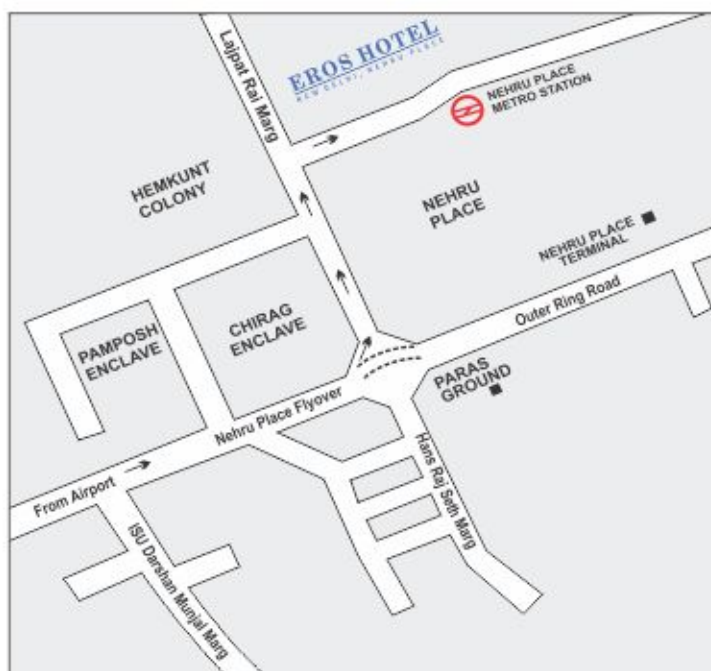 Lajpat Rai Marg
EROS HOTEL
NEW DELHI, NEHRU PLACE
NEHRU PLACE
METRO STATION
HEMKUNT
COLONY
NEHRU
PLACE
NEHRU PLACE
TERMINAL
Outer Ring Road
CHIRAG
ENCLAVE
PAMPOSH
ENCLAVE
PARAS
GROUND
Nehru Place Flyover
From Airport
Hans Raj Seth Marg
ISU Darshan Munjal Marg